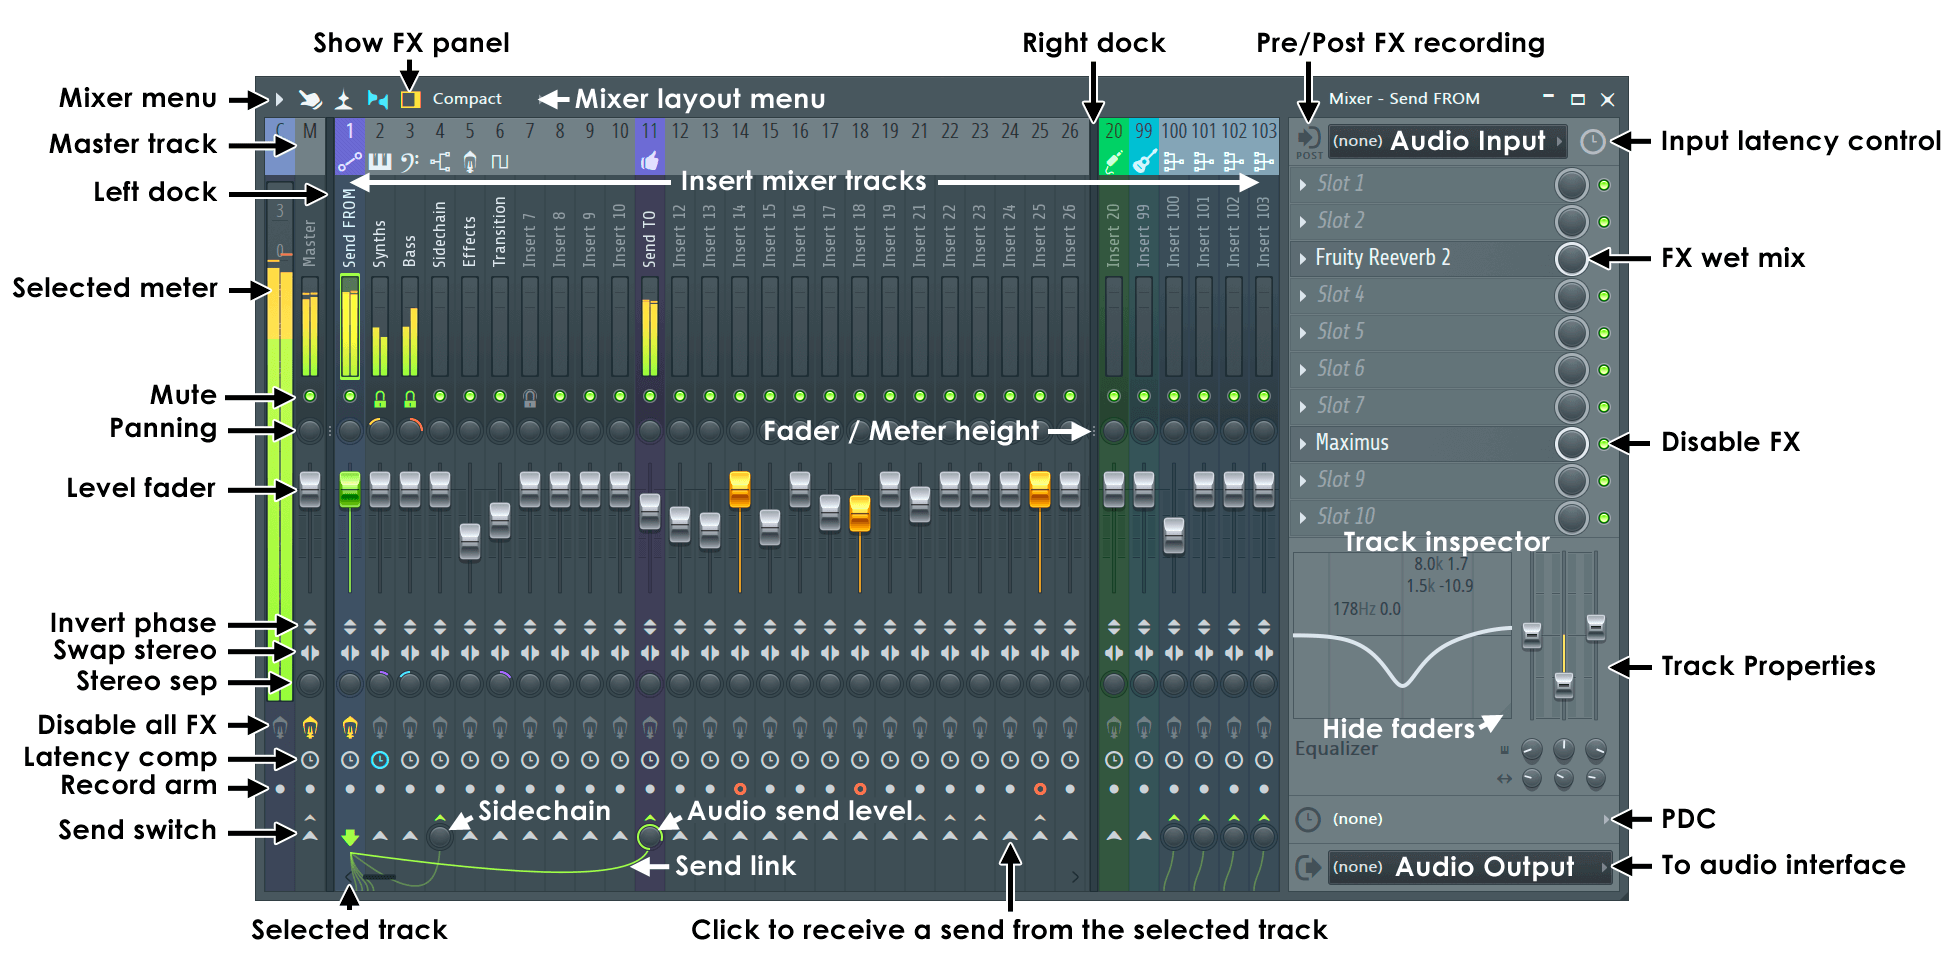 Show FX panel
Right dock
Pre/Post FX recording
Mixer menu
Compact
Mixer layout menu
Mixer - Send FROM
C M 1 2 3 4 5 6 7 8 9 10 11 12 13 14 15 16 17 18 19 20 21 22 23 24 25 26 20 99 100 101 102 103
Master track
POST
(none) Audio Input
Input latency control
Left dock
Insert mixer tracks
3
0
Master
Send FROM
Synths
Bass
Sidechain
Effects
Transition
Insert 7
Insert 8
Insert 9
Insert 10
Send TO
Insert 12
Insert 13
Insert 14
Insert 15
Insert 16
Insert 17
Insert 18
Insert 19
Insert 21
Insert 22
Insert 23
Insert 24
Insert 25
Insert 26
Insert 20
Insert 99
Insert 100
Insert 101
Insert 102
Insert 103
Slot 1
Slot 2
Fruity Reeverb 2
FX wet mix
Selected meter
Slot 4
Slot 5
Slot 6
Mute
Slot 7
Panning
Fader / Meter height
Maximus
Disable FX
Level fader
Slot 9
Slot 10
Track inspector
8.0k 1.7
1.5k -10.9
178Hz 0.0
Invert phase
Swap stereo
Stereo sep
Track Properties
Disable all FX
Hide faders
Equalizer
Latency comp
Record arm
Sidechain
Audio send level
Send switch
(none)
PDC
Send link
(none) Audio Output
To audio interface
Selected track
Click to receive a send from the selected track